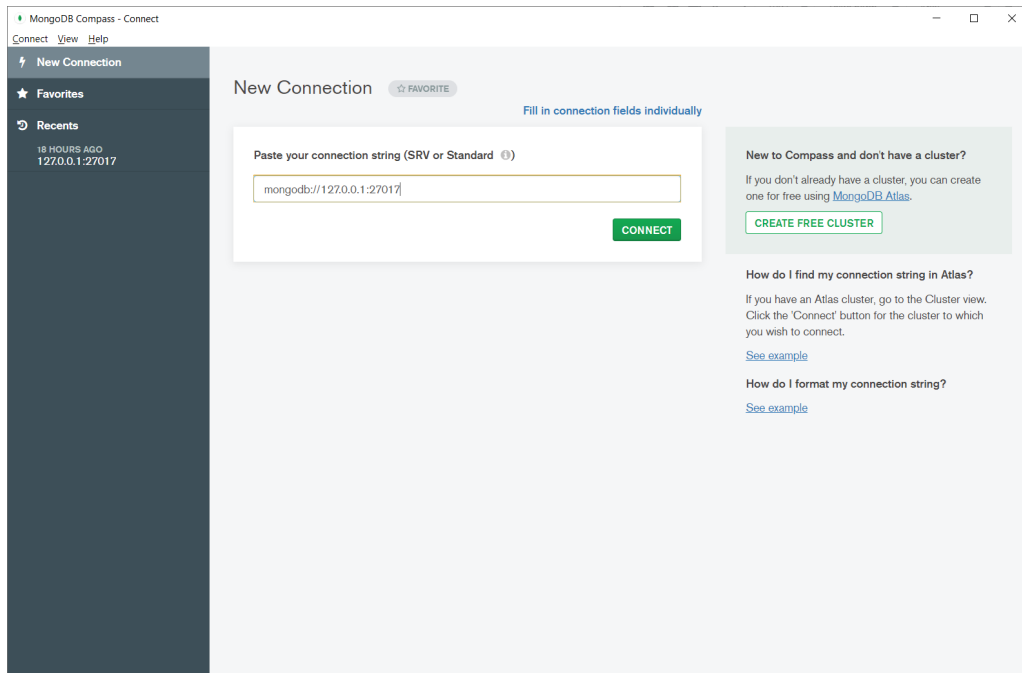 MongoDB Compass - Connect
Connect View Help
New Connection
Favorites
Recents
18 HOURS AGO
127.0.0.1:27017
New Connection
FAVORITE
Fill in connection fields individually
Paste your connection string (SRV or Standard )
mongodb://127.0.0.1:27017
CONNECT
New to Compass and don't have a cluster?
If you don't already have a cluster, you can create
one for free using MongoDB Atlas.
CREATE FREE CLUSTER
How do I find my connection string in Atlas?
If you have an Atlas cluster, go to the Cluster view.
Click the 'Connect' button for the cluster to which
you wish to connect.
See example
How do I format my connection string?
See example